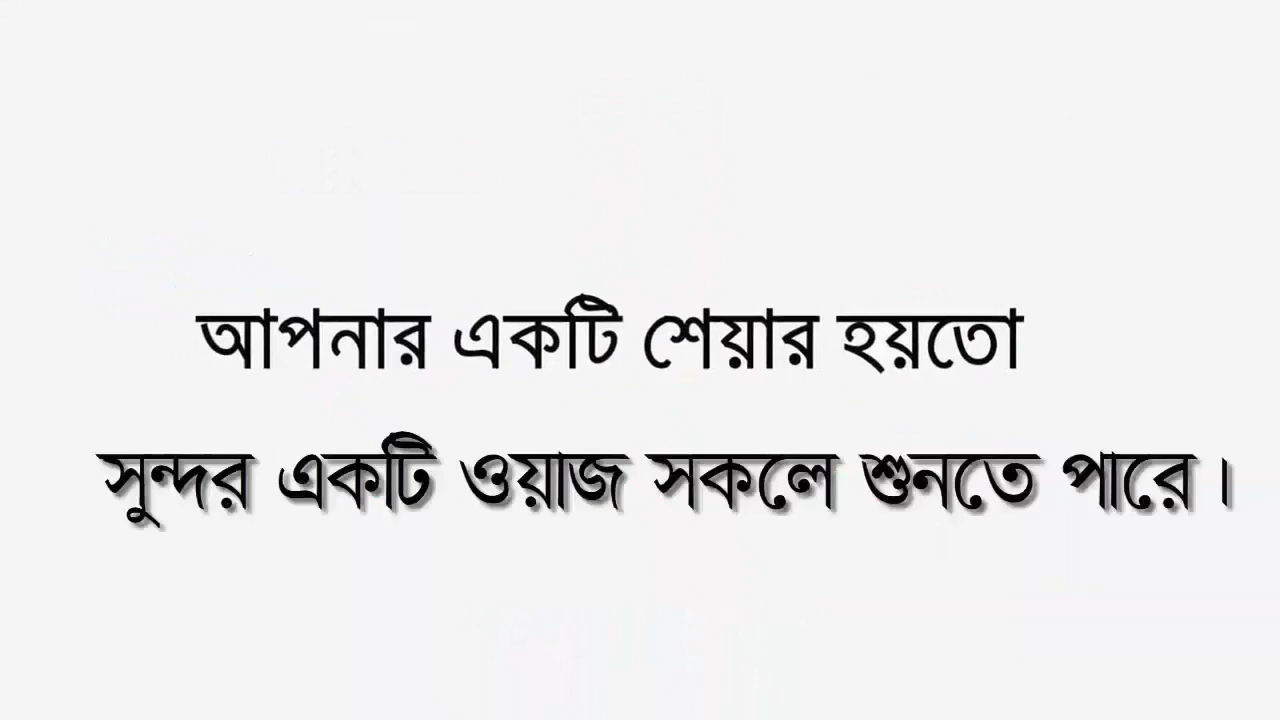 আপনার একটি শেয়ার হয়তো
সুন্দর একটি ওয়াজ সকলে শুনতে পারে।